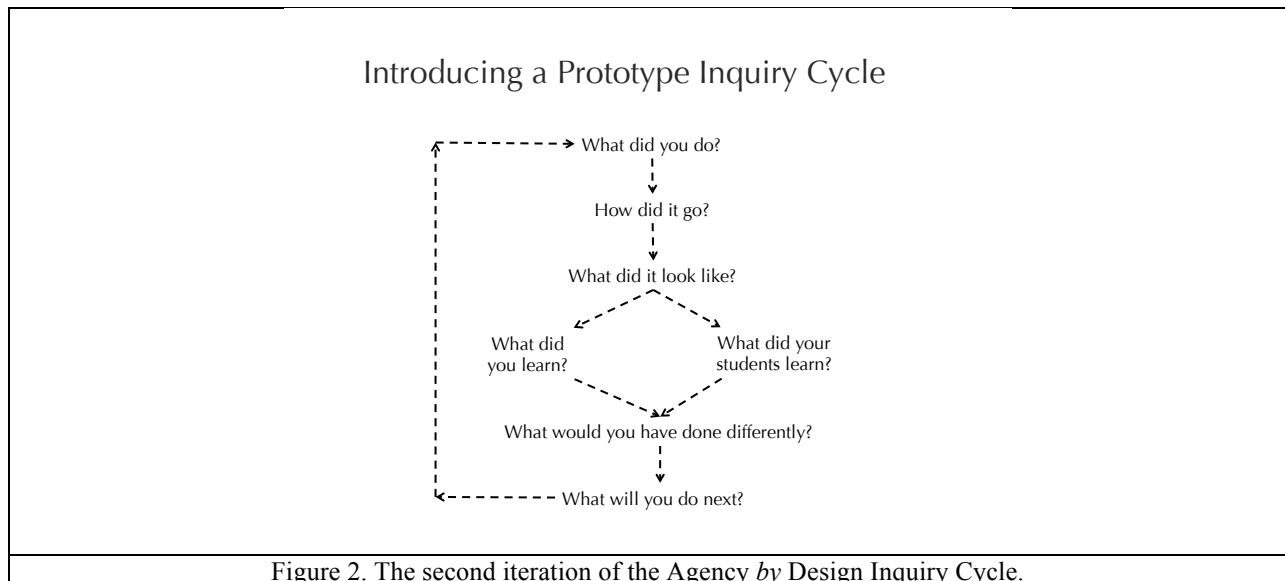 Introducing a Prototype Inquiry Cycle
What did you do?
How did it go?
What did it look like?
What did
you learn?
What did your
students learn?
What would you have done differently?
What will you do next?
Figure 2. The second iteration of the Agency by Design Inquiry Cycle.